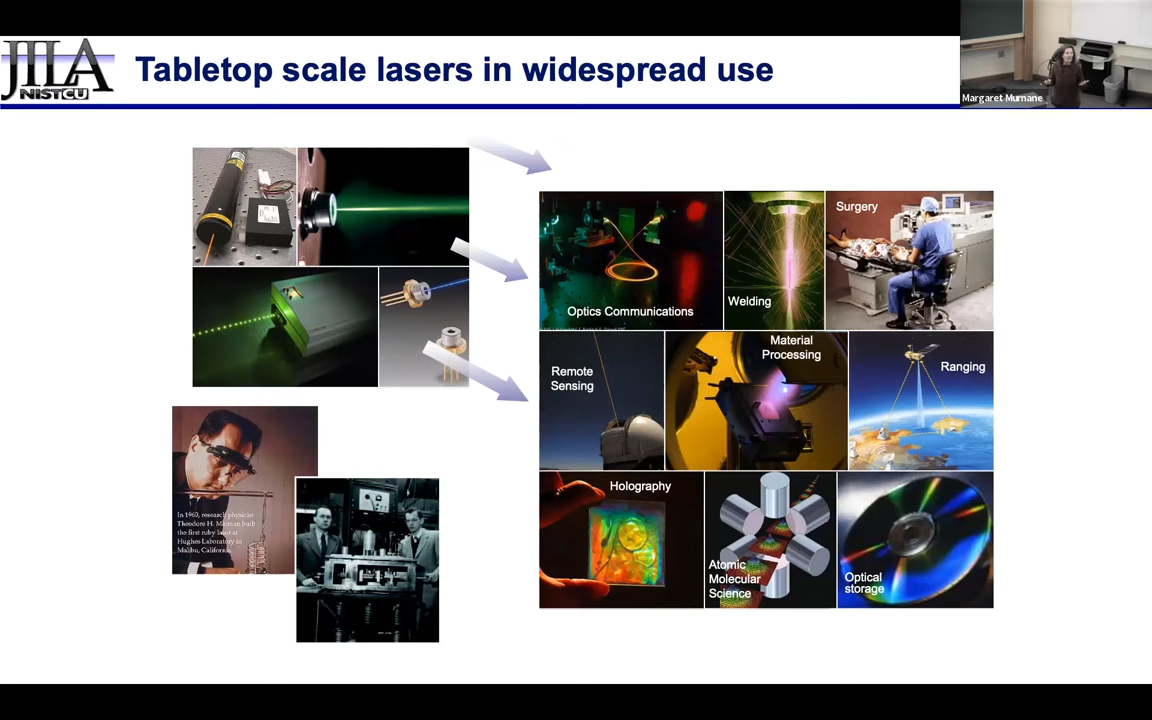 JILA
NIST CU
Tabletop scale lasers in widespread use
Margaret Murnane
Optics Communications
Welding
Surgery
Remote
Sensing
Material
Processing
Ranging
In 1960, research physicist
Theodore H. Maiman built
the first ruby laser at
Hughes Laboratory in
Malibu, California.
Holography
Atomic
Molecular
Science
Optical
storage